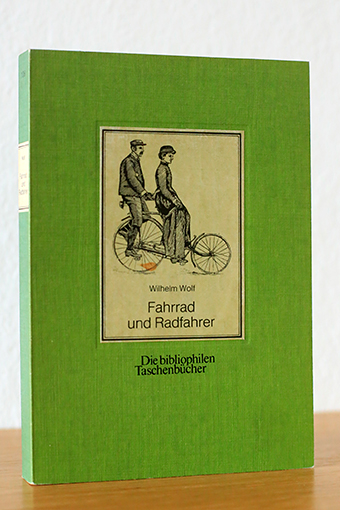 Wilhelm Wolf
Fahrrad
und Radfahrer
Die bibliophilen
Taschenbücher